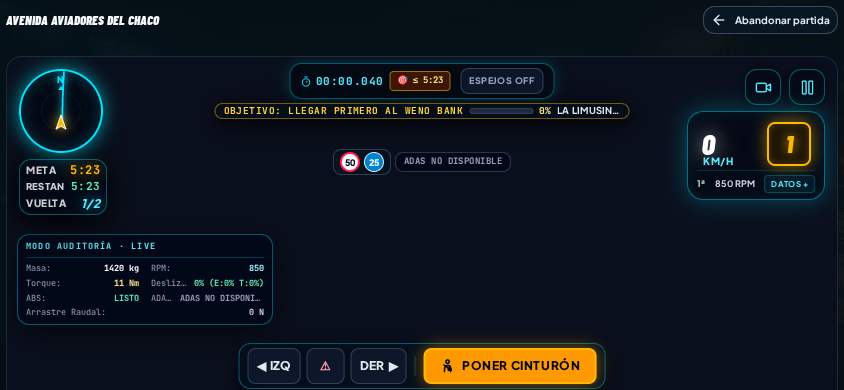 AVENIDA AVIADORES DEL CHACO
← Abandonar partida
N
00:00.040 🎯 ≤ 5:23 ESPEJOS OFF
OBJETIVO: LLEGAR PRIMERO AL WENO BANK 0% LA LIMUSIN…
50 25 ADAS NO DISPONIBLE
0 KM/H 1
1ª 850 RPM DATOS +
META 5:23
RESTAN 5:23
VUELTA 1/2
MODO AUDITORÍA · LIVE
Masa: 1420 kg RPM: 850
Torque: 11 Nm Desliz… 0% (E:0% T:0%)
ABS: LISTO ADA… ADAS NO DISPONI…
Arrastre Raudal: 0 N
◀ IZQ ⚠ DER ▶ PONER CINTURÓN